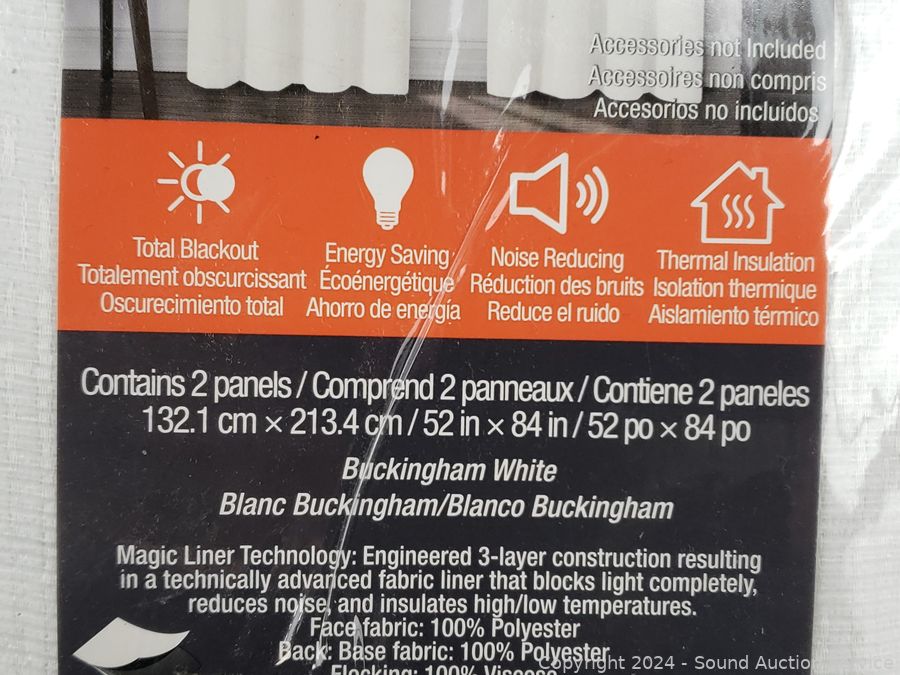 Accessories not Included
Accessoires non compris
Accesorios no incluidos
Total Blackout
Totalement obscurcissant
Oscurecimiento total
Energy Saving
Écoénergétique
Ahorro de energía
Noise Reducing
Réduction des bruits
Reduce el ruido
Thermal Insulation
Isolation thermique
Aislamiento térmico
Contains 2 panels / Comprend 2 panneaux / Contiene 2 paneles
132.1 cm × 213.4 cm / 52 in × 84 in / 52 po × 84 po
Buckingham White
Blanc Buckingham/Blanco Buckingham
Magic Liner Technology: Engineered 3-layer construction resulting
in a technically advanced fabric liner that blocks light completely,
reduces noise, and insulates high/low temperatures.
Face fabric: 100% Polyester
Back: Base fabric: 100% Polyester
Flocking: 100% Viscose
Copyright 2024 - Sound Auction Service